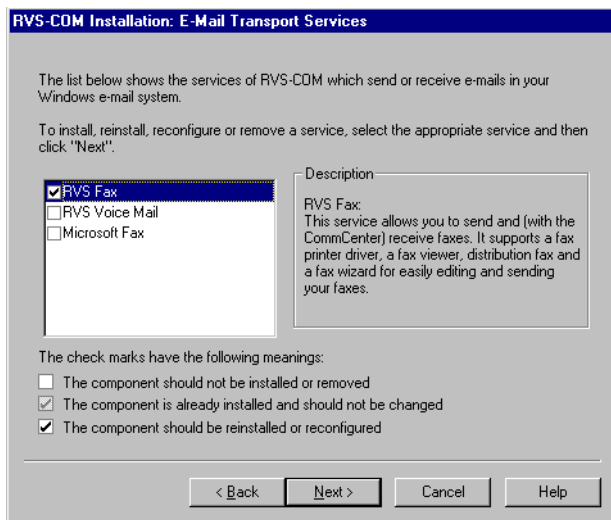 RVS-COM Installation: E-Mail Transport Services
The list below shows the services of RVS-COM which send or receive e-mails in your
Windows e-mail system.
To install, reinstall, reconfigure or remove a service, select the appropriate service and then
click "Next".
RVS Fax
RVS Voice Mail
Microsoft Fax
Description
RVS Fax:
This service allows you to send and (with the
CommCenter) receive faxes. It supports a fax
printer driver, a fax viewer, distribution fax and
a fax wizard for easily editing and sending
your faxes.
The check marks have the following meanings:
The component should not be installed or removed
The component is already installed and should not be changed
The component should be reinstalled or reconfigured
< Back
Next >
Cancel
Help